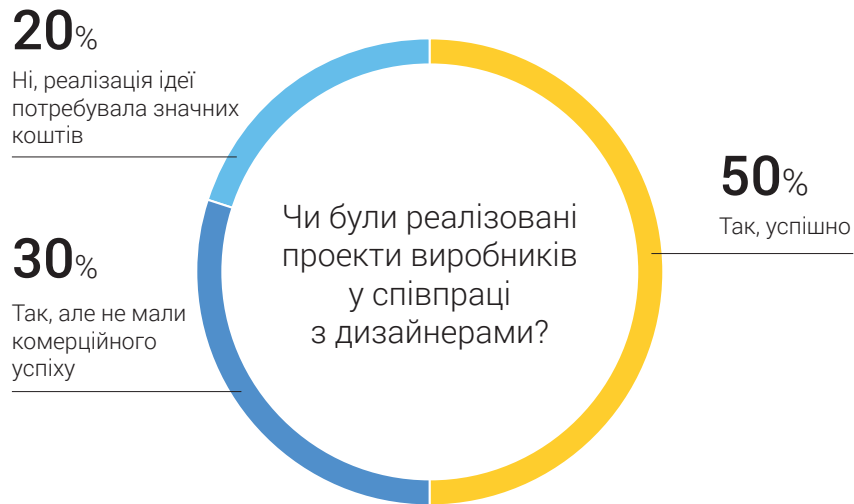 20%
Ні, реалізація ідеї
потребувала значних
коштів
30%
Так, але не мали
комерційного
успіху
Чи були реалізовані
проекти виробників
у співпраці
з дизайнерами?
50%
Так, успішно